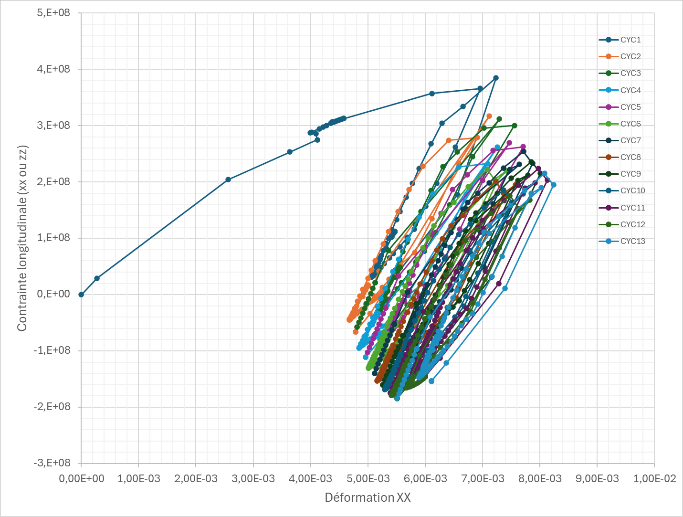 5,E+08
4,E+08
3,E+08
2,E+08
1,E+08
0,E+00
-1,E+08
-2,E+08
-3,E+08
Contrainte longitudinale (xx ou zz)
0,00E+00 1,00E-03 2,00E-03 3,00E-03 4,00E-03 5,00E-03 6,00E-03 7,00E-03 8,00E-03 9,00E-03 1,00E-02
Déformation XX
CYC1
CYC2
CYC3
CYC4
CYC5
CYC6
CYC7
CYC8
CYC9
CYC10
CYC11
CYC12
CYC13